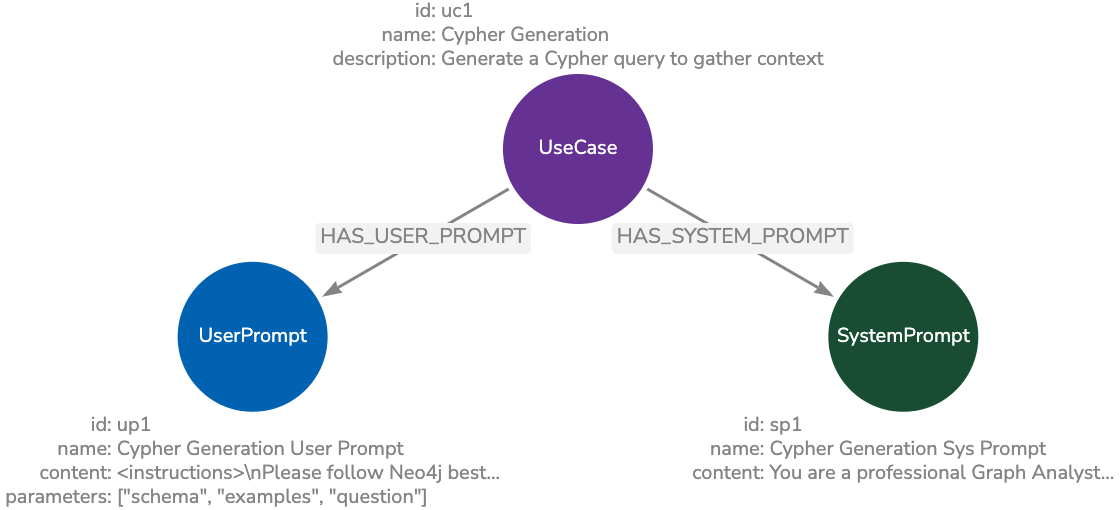 id: uc1
name: Cypher Generation
description: Generate a Cypher query to gather context
UseCase
HAS_USER_PROMPT
HAS_SYSTEM_PROMPT
UserPrompt
SystemPrompt
id: up1
name: Cypher Generation User Prompt
content: <instructions>\nPlease follow Neo4j best...
parameters: ["schema", "examples", "question"]
id: sp1
name: Cypher Generation Sys Prompt
content: You are a professional Graph Analyst...